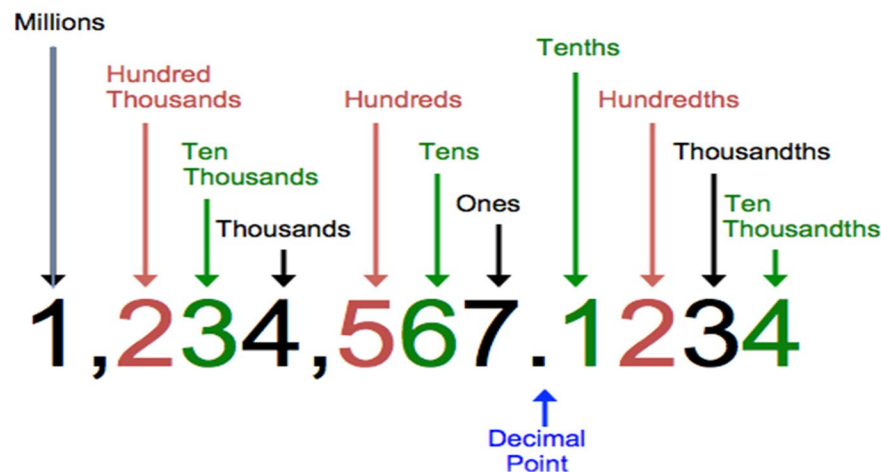 Millions
Tenths
Hundred
Thousands
Hundreds
Hundredths
Ten
Thousands
Tens
Thousandths
Ones
Ten
Thousandths
Thousands
1,234,567.1234
Decimal
Point